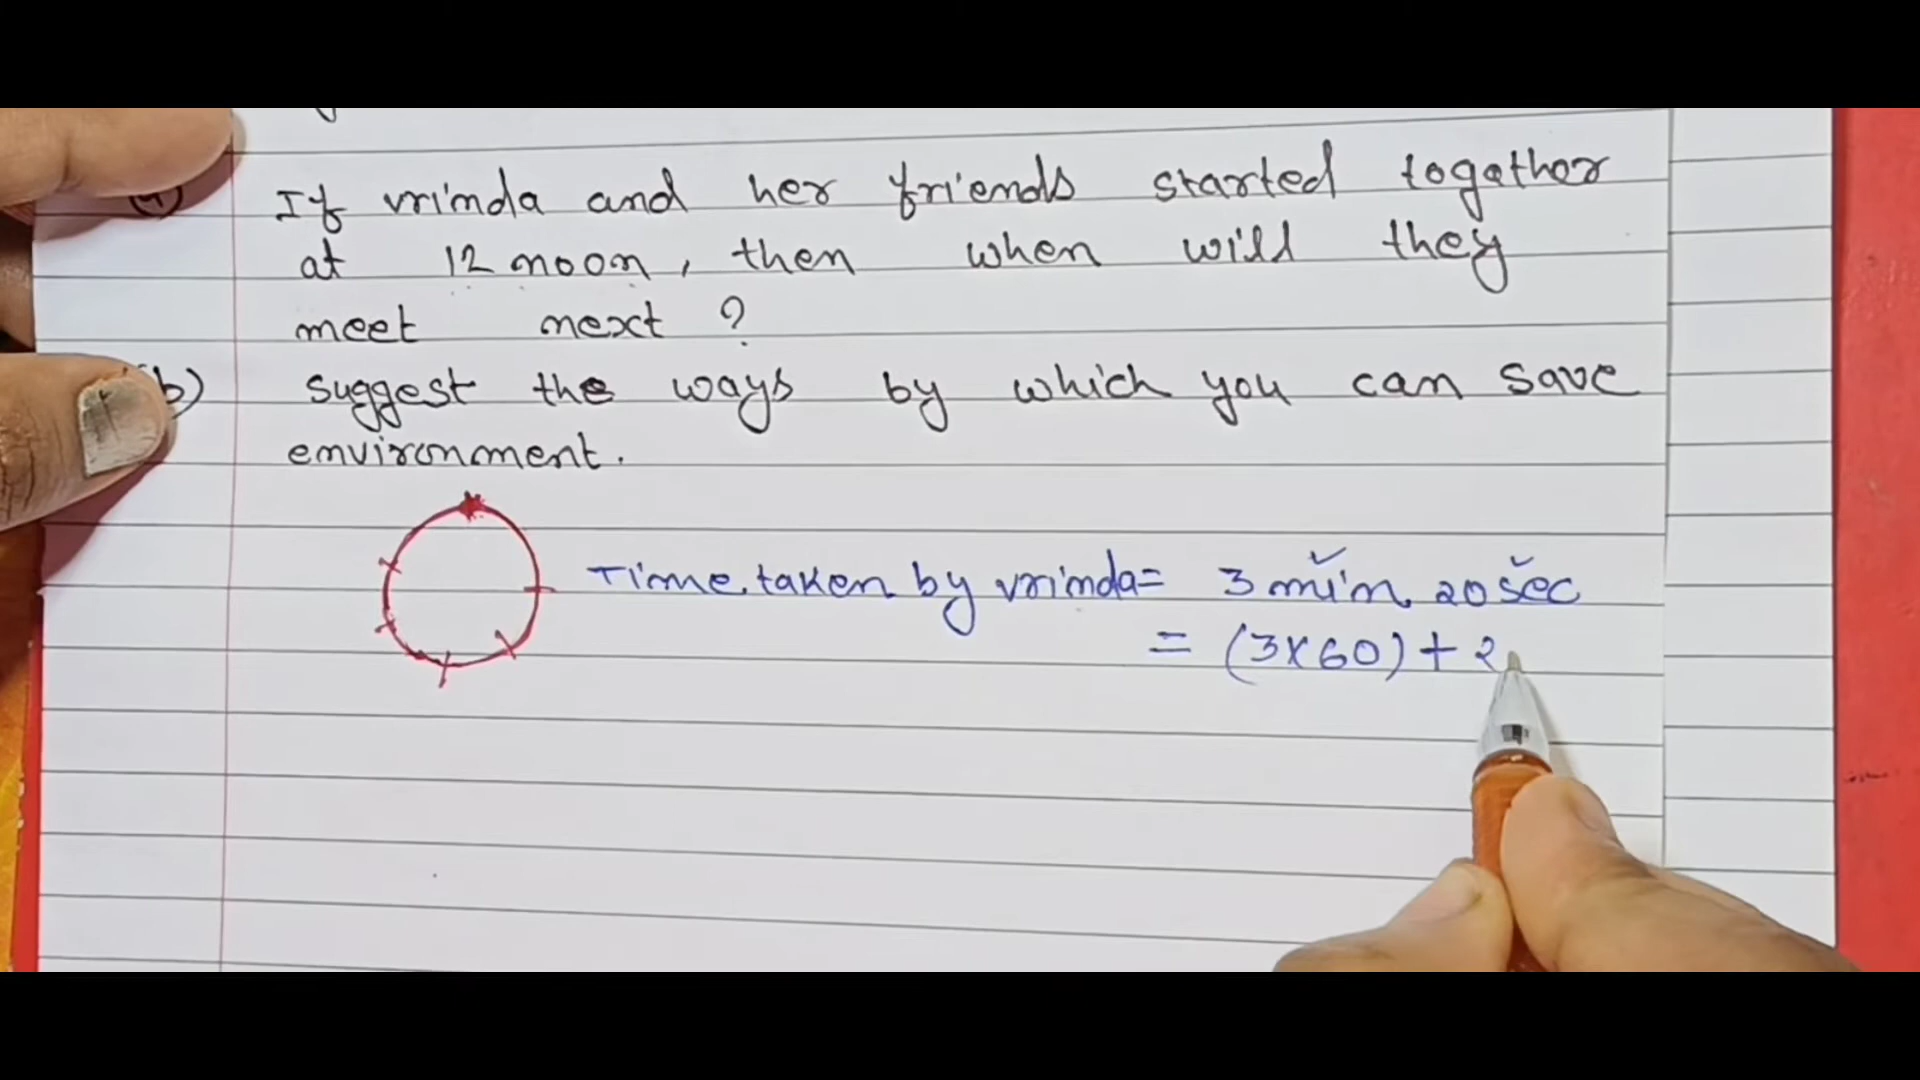 If vrinda and her friends started togather
at 12 noon, then when will they
meet next ?
b) suggest the ways by which you can save
environment.
Time taken by vrinda= 3 min 20 sec
= (3x60)+2